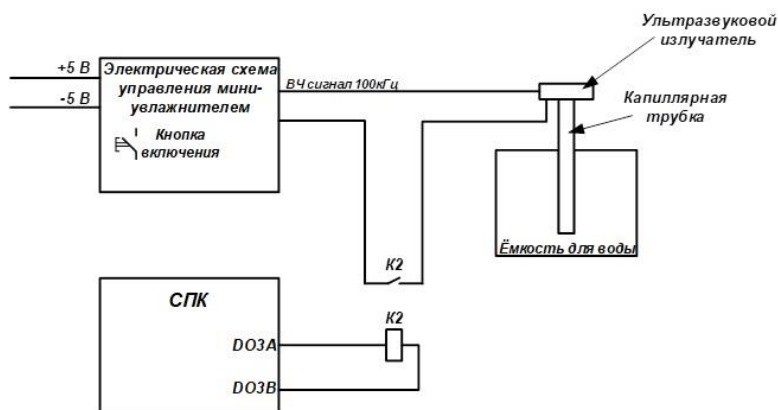 Ультразвуковой
излучатель
+5 В
-5 В
Электрическая схема
управления мини-
увлажнителем
Кнопка
включения
ВЧ сигнал 100кГц
Капиллярная
трубка
Ёмкость для воды
К2
СПК
К2
DO3A
DO3B